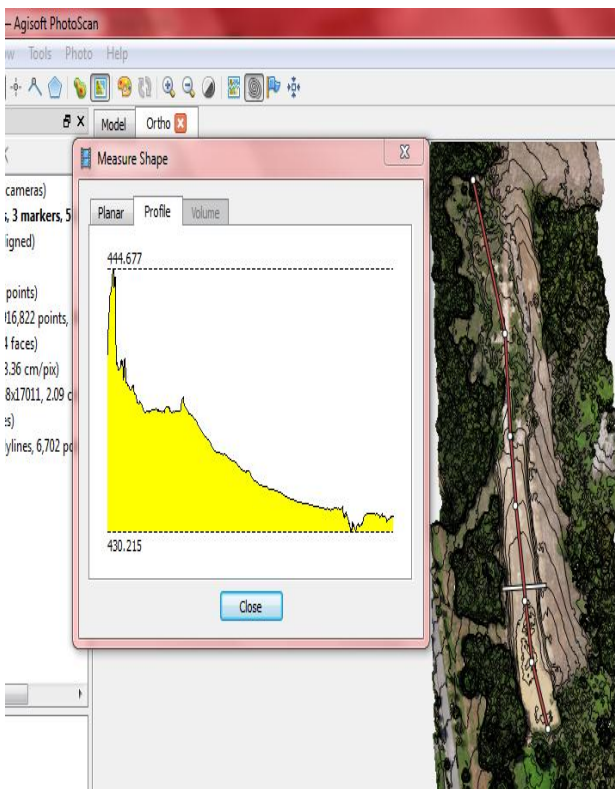 – Agisoft PhotoScan
Tools Photo Help
Model Ortho
Measure Shape
cameras)
, 3 markers, 5
igned)
points)
16,822 points,
4 faces)
3.36 cm/pix)
8x17011, 2.09 c
es)
ylines, 6,702 po
Planar Profile Volume
444.677
430.215
Close